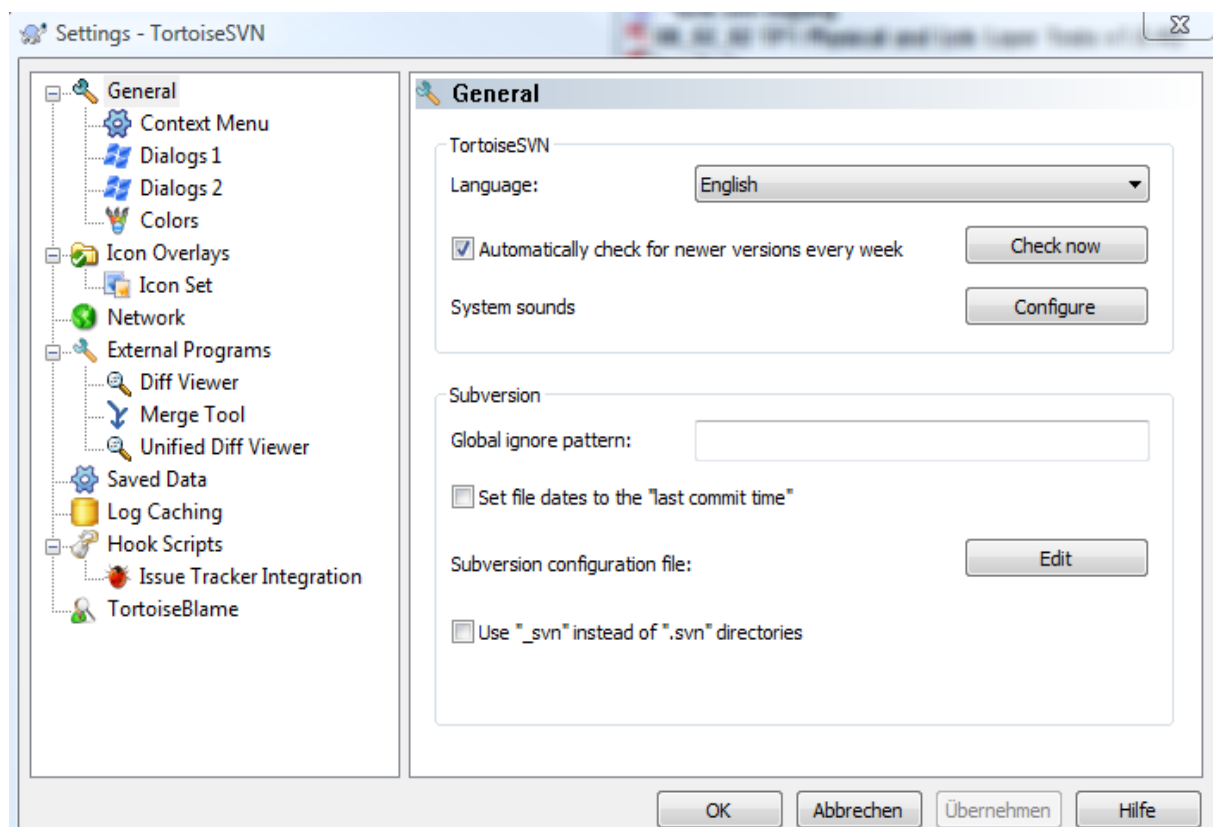 Settings - TortoiseSVN
General
Context Menu
Dialogs 1
Dialogs 2
Colors
Icon Overlays
Icon Set
Network
External Programs
Diff Viewer
Merge Tool
Unified Diff Viewer
Saved Data
Log Caching
Hook Scripts
Issue Tracker Integration
TortoiseBlame
General
TortoiseSVN
Language:
English
Automatically check for newer versions every week
Check now
System sounds
Configure
Subversion
Global ignore pattern:
Set file dates to the "last commit time"
Subversion configuration file:
Edit
Use "_svn" instead of ".svn" directories
OK
Abbrechen
Übernehmen
Hilfe